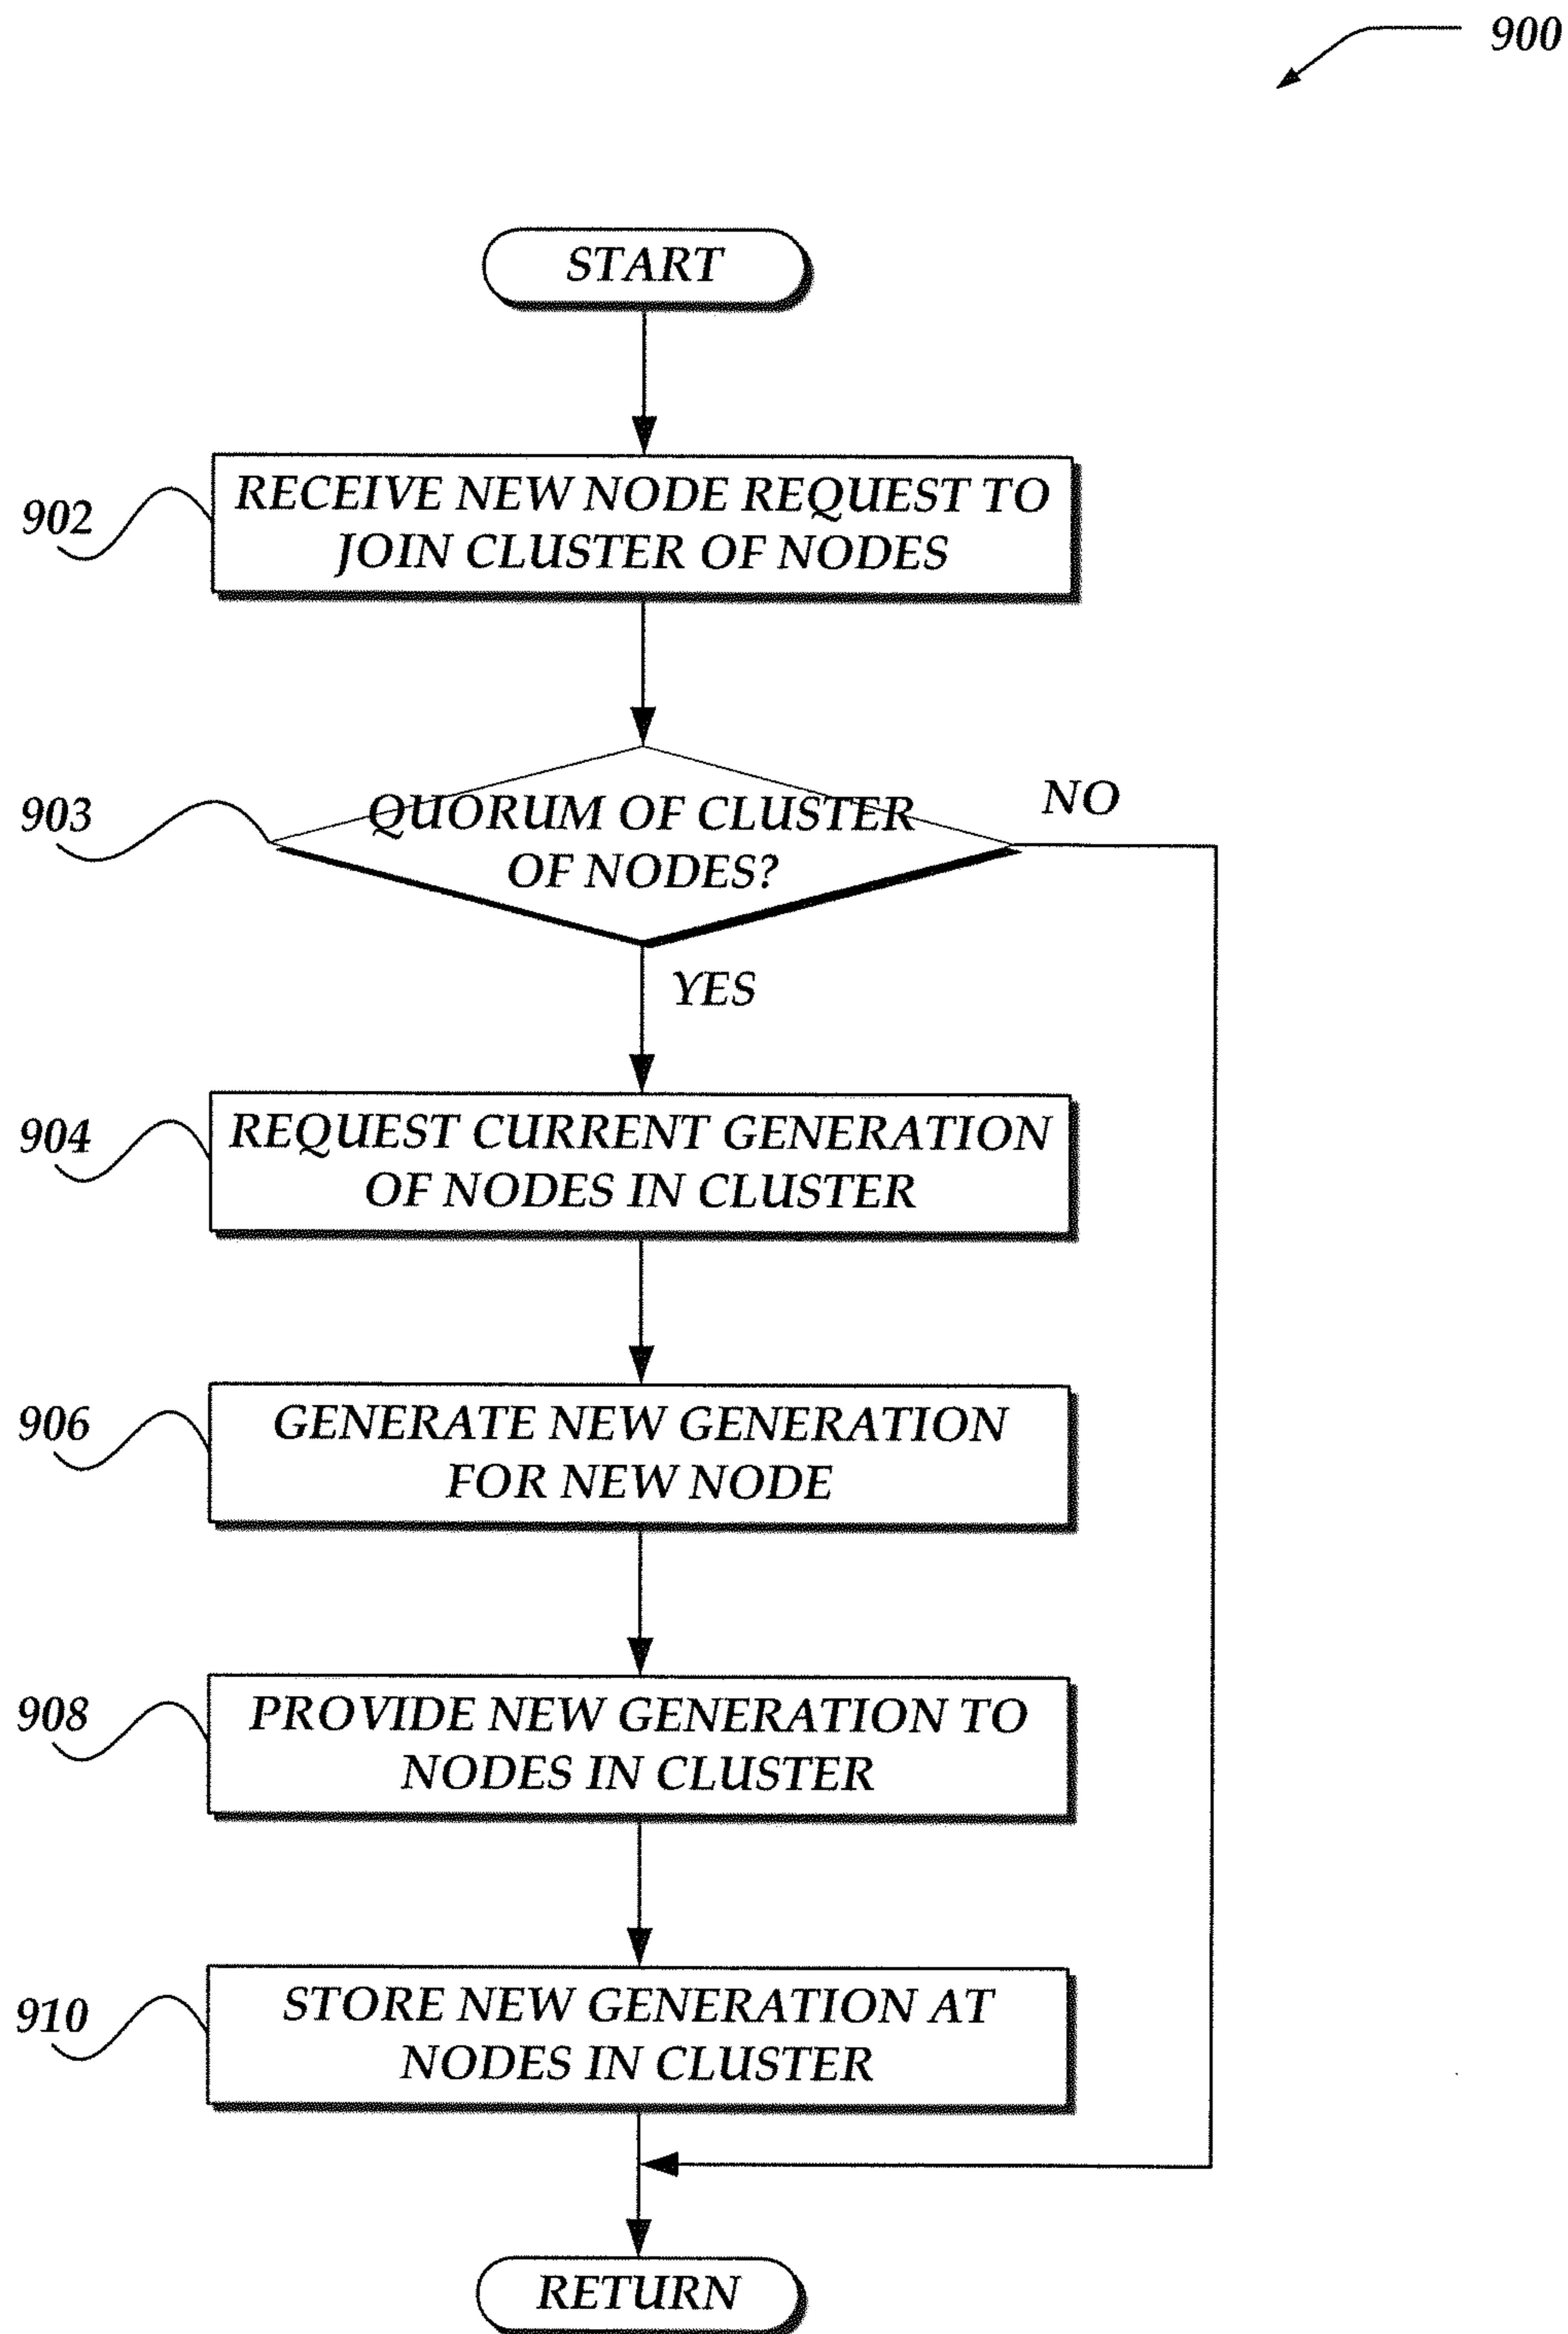 900
START
902
RECEIVE NEW NODE REQUEST TO
JOIN CLUSTER OF NODES
903
QUORUM OF CLUSTER
OF NODES?
NO
YES
904
REQUEST CURRENT GENERATION
OF NODES IN CLUSTER
906
GENERATE NEW GENERATION
FOR NEW NODE
908
PROVIDE NEW GENERATION TO
NODES IN CLUSTER
910
STORE NEW GENERATION AT
NODES IN CLUSTER
RETURN